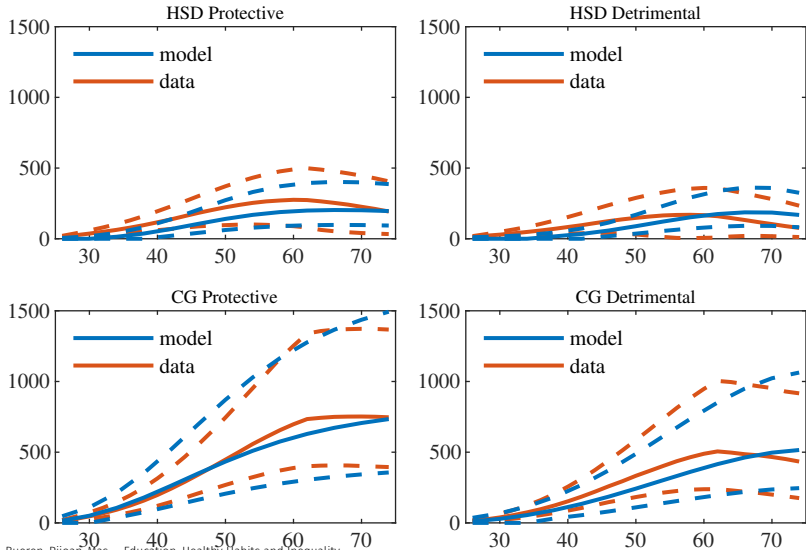 HSD Protective
HSD Detrimental
1500
1000
500
0
model
data
30 40 50 60 70
1500
1000
500
0
model
data
30 40 50 60 70
CG Protective
CG Detrimental
1500
1000
500
0
model
data
30 40 50 60 70
1500
1000
500
0
model
data
30 40 50 60 70
Education, Healthy Habits and Inequality